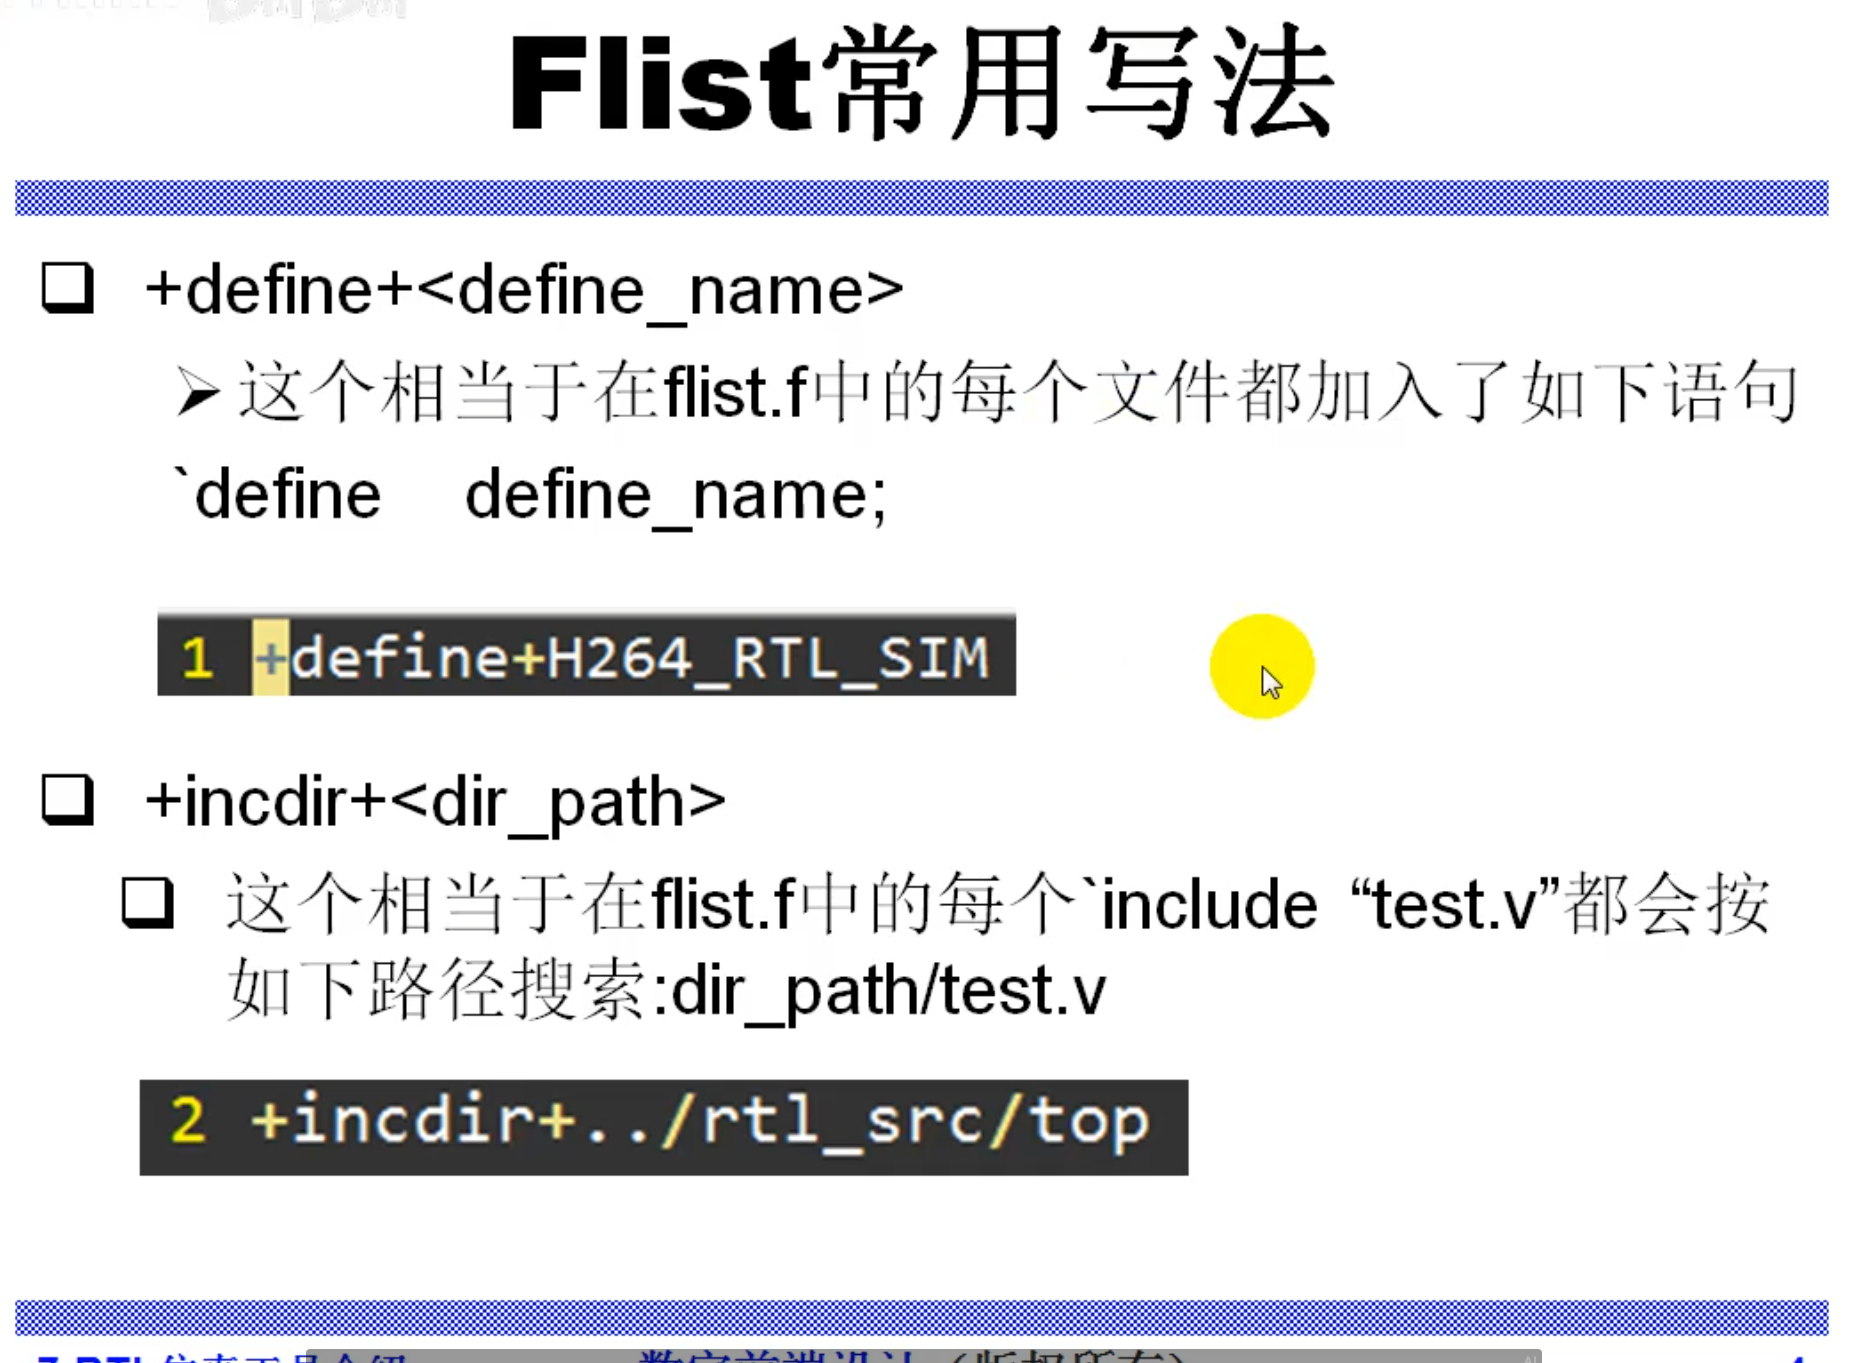 Flist常用写法
+define+<define_name>
这个相当于在flist.f中的每个文件都加入了如下语句
`define define_name;
1 +define+H264_RTL_SIM
+incdir+<dir_path>
这个相当于在flist.f中的每个`include “test.v”都会按
如下路径搜索:dir_path/test.v
2 +incdir+../rtl_src/top